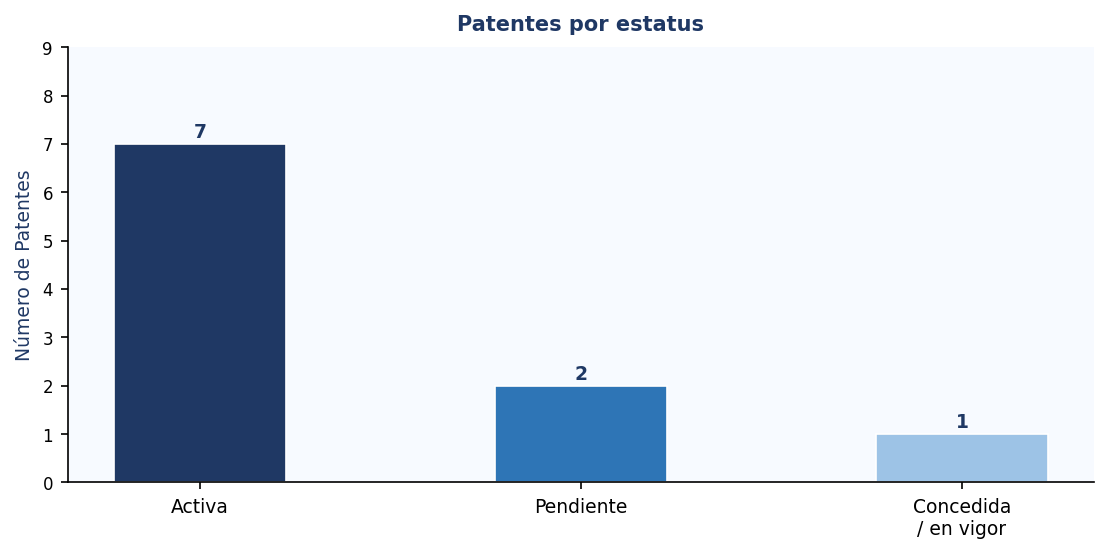 Patentes por estatus
Número de Patentes
9
8
7
6
5
4
3
2
1
0
7
2
1
Activa
Pendiente
Concedida
/ en vigor